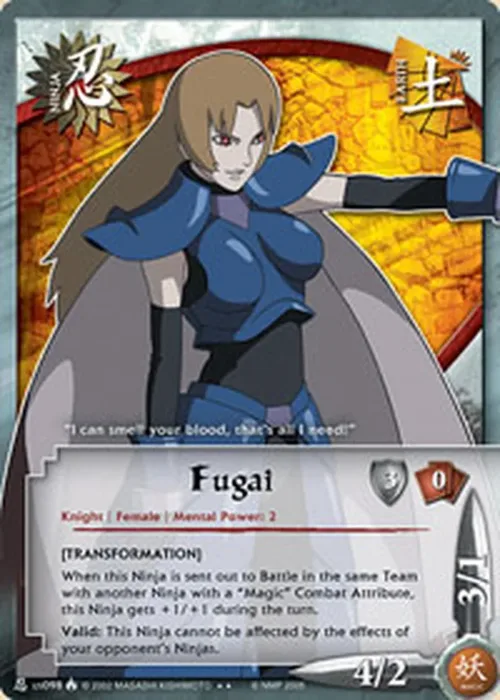 NINJA 忍
EARTH 土
"I can smell your blood, that's all I need!"
Fugai
3 0
Knight | Female | Mental Power: 2
[TRANSFORMATION]
When this Ninja is sent out to Battle in the same Team
with another Ninja with a "Magic" Combat Attribute,
this Ninja gets +1/+1 during the turn.
Valid: This Ninja cannot be affected by the effects of
your opponent's Ninjas.
3/1
4/2
妖
© 2002 MASASHI KISHIMOTO